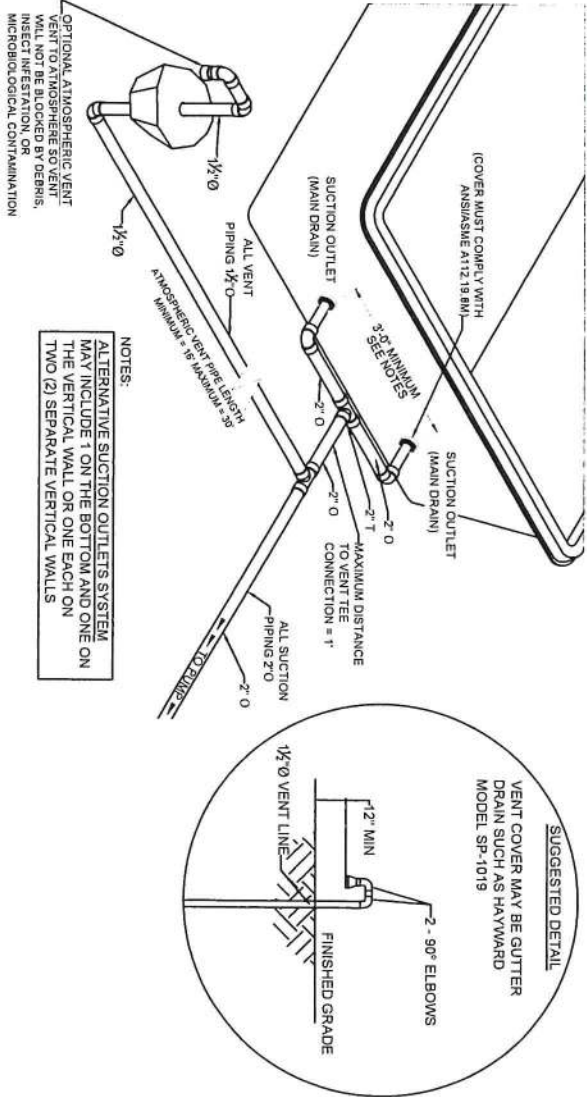 (COVER MUST COMPLY WITH
ANSI/ASME A112.19.8M)
SUCTION OUTLET
(MAIN DRAIN)
3'-0" MINIMUM
SEE NOTES
SUCTION OUTLET
(MAIN DRAIN)
2" O
2" T
2" O
2" O
MAXIMUM DISTANCE
TO VENT TEE
CONNECTION = 1'
ALL SUCTION
PIPING 2"O
2" O
TO PUMP
ALL VENT
PIPING 1½"O
ATMOSPHERIC VENT PIPE LENGTH
MINIMUM = 16' MAXIMUM = 30'
1½"Ø
1½"Ø
OPTIONAL ATMOSPHERIC VENT
VENT TO ATMOSPHERE SO VENT
WILL NOT BE BLOCKED BY DEBRIS,
INSECT INFESTATION, OR
MICROBIOLOGICAL CONTAMINATION
NOTES:
ALTERNATIVE SUCTION OUTLETS SYSTEM
MAY INCLUDE 1 ON THE BOTTOM AND ONE ON
THE VERTICAL WALL OR ONE EACH ON
TWO (2) SEPARATE VERTICAL WALLS
SUGGESTED DETAIL
VENT COVER MAY BE GUTTER
DRAIN SUCH AS HAYWARD
MODEL SP-1019
2 - 90° ELBOWS
12" MIN
FINISHED GRADE
1½"Ø VENT LINE